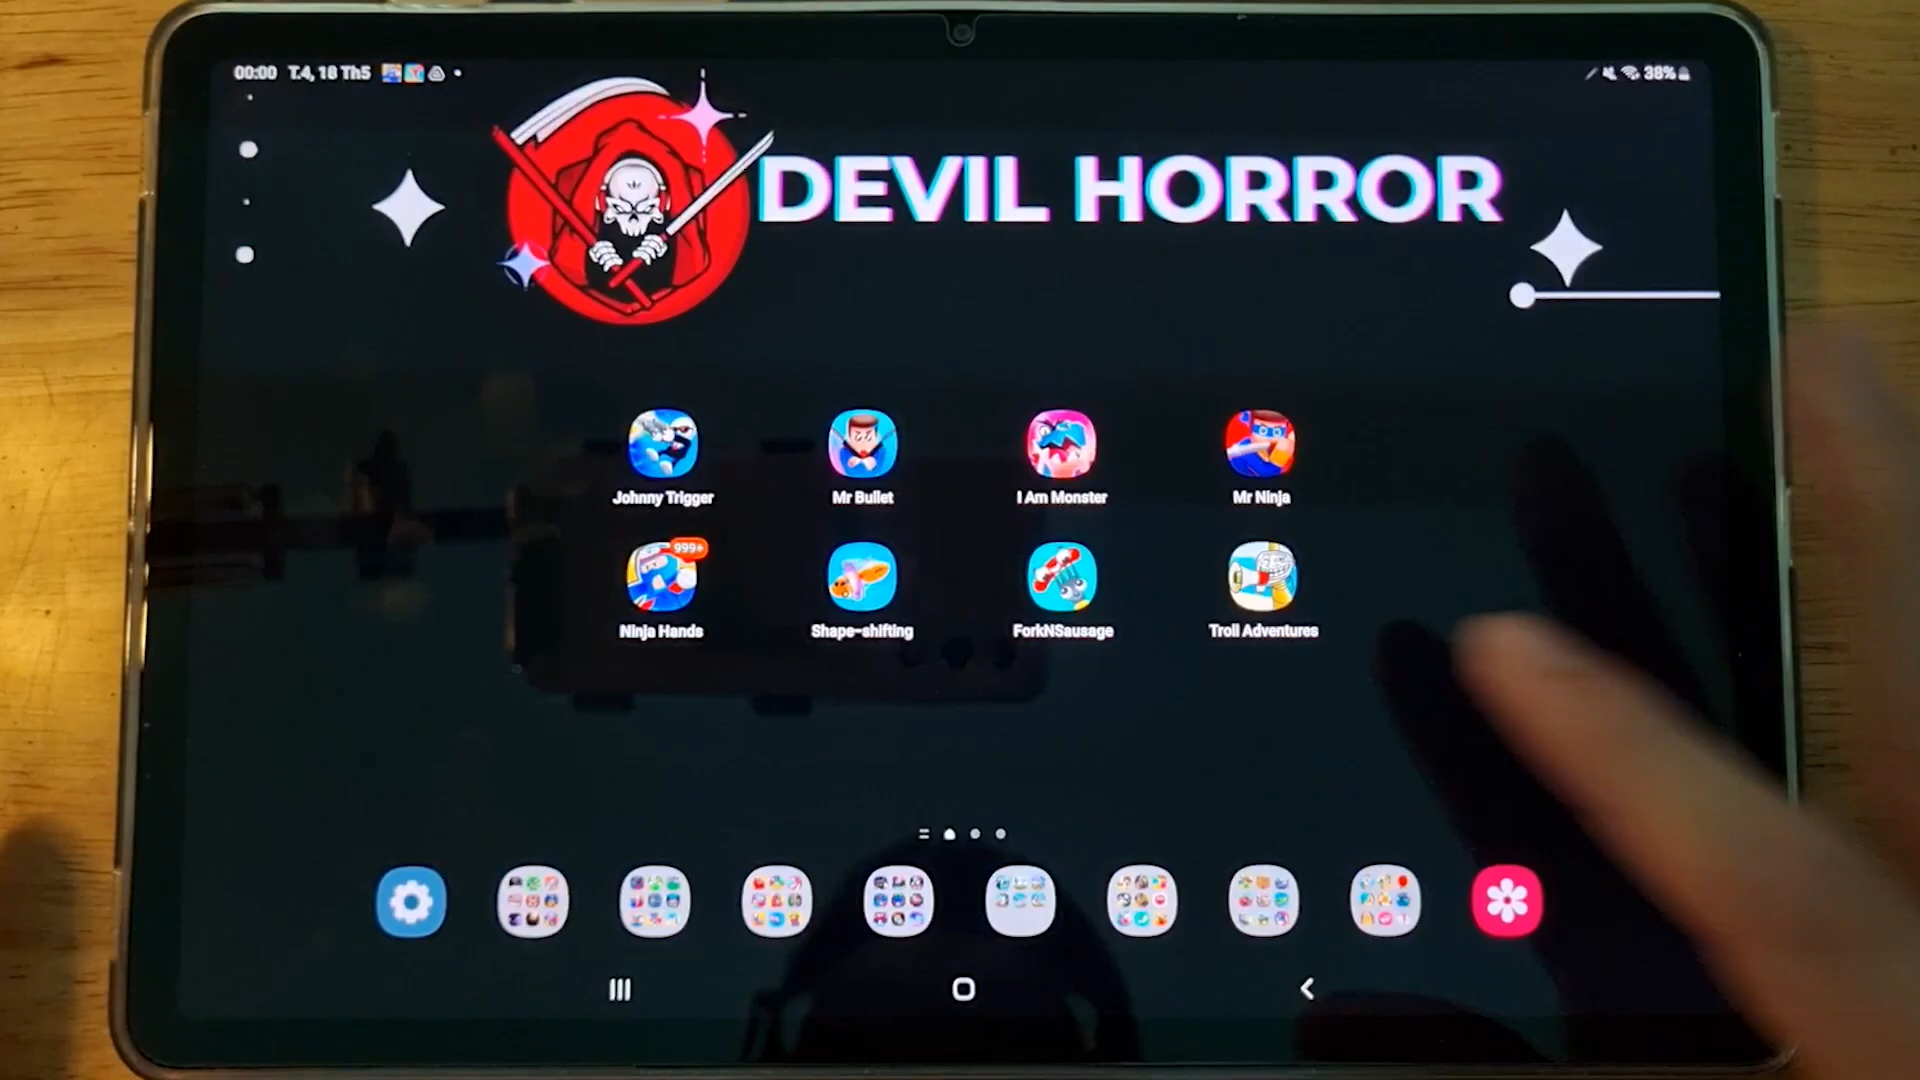 00:00 T.4, 18 Th5
38%
DEVIL HORROR
Johnny Trigger
Mr Bullet
I Am Monster
Mr Ninja
999+
Ninja Hands
Shape-shifting
ForkNSausage
Troll Adventures